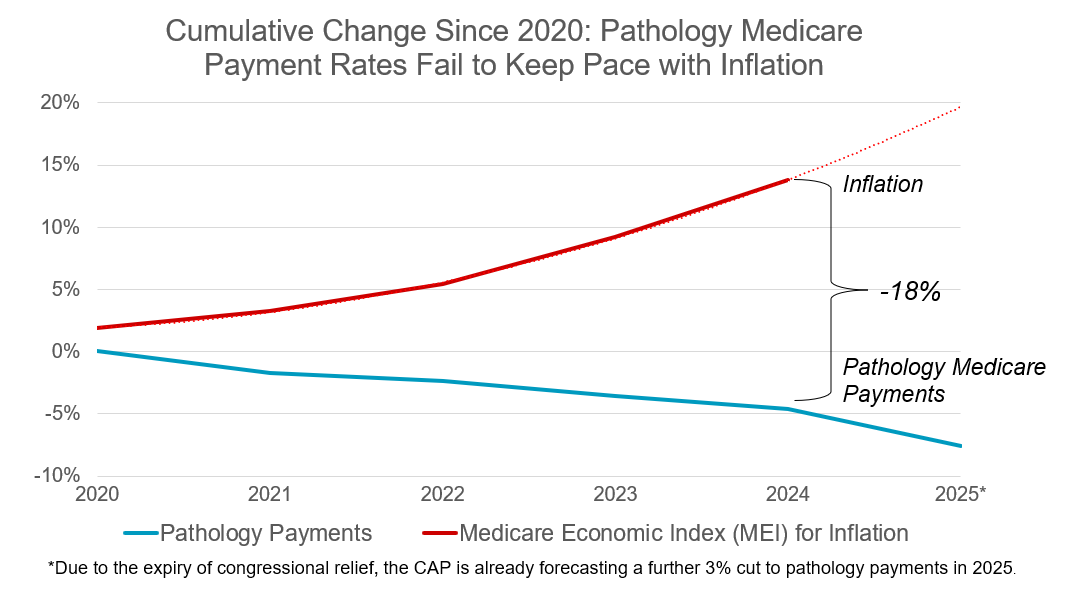 Cumulative Change Since 2020: Pathology Medicare
Payment Rates Fail to Keep Pace with Inflation
20%
15%
Inflation
10%
5%
-18%
0%
Pathology Medicare
Payments
-5%
-10%
2020 2021 2022 2023 2024 2025*
Pathology Payments Medicare Economic Index (MEI) for Inflation
*Due to the expiry of congressional relief, the CAP is already forecasting a further 3% cut to pathology payments in 2025.